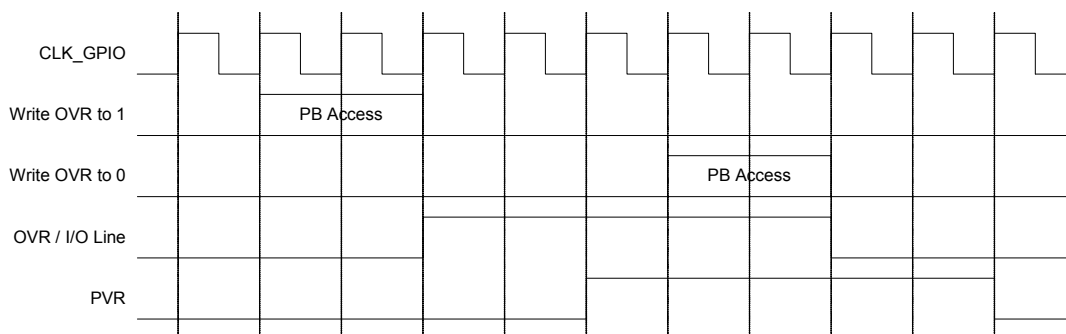 CLK_GPIO
Write OVR to 1
PB Access
Write OVR to 0
PB Access
OVR / I/O Line
PVR